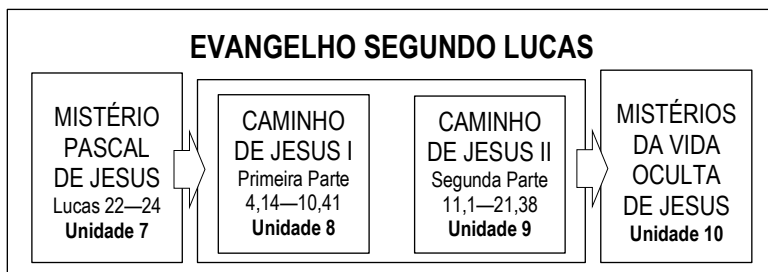 EVANGELHO SEGUNDO LUCAS
MISTÉRIO
PASCAL
DE JESUS
Lucas 22—24
Unidade 7
CAMINHO
DE JESUS I
Primeira Parte
4,14—10,41
Unidade 8
CAMINHO
DE JESUS II
Segunda Parte
11,1—21,38
Unidade 9
MISTÉRIOS
DA VIDA
OCULTA
DE JESUS
Unidade 10